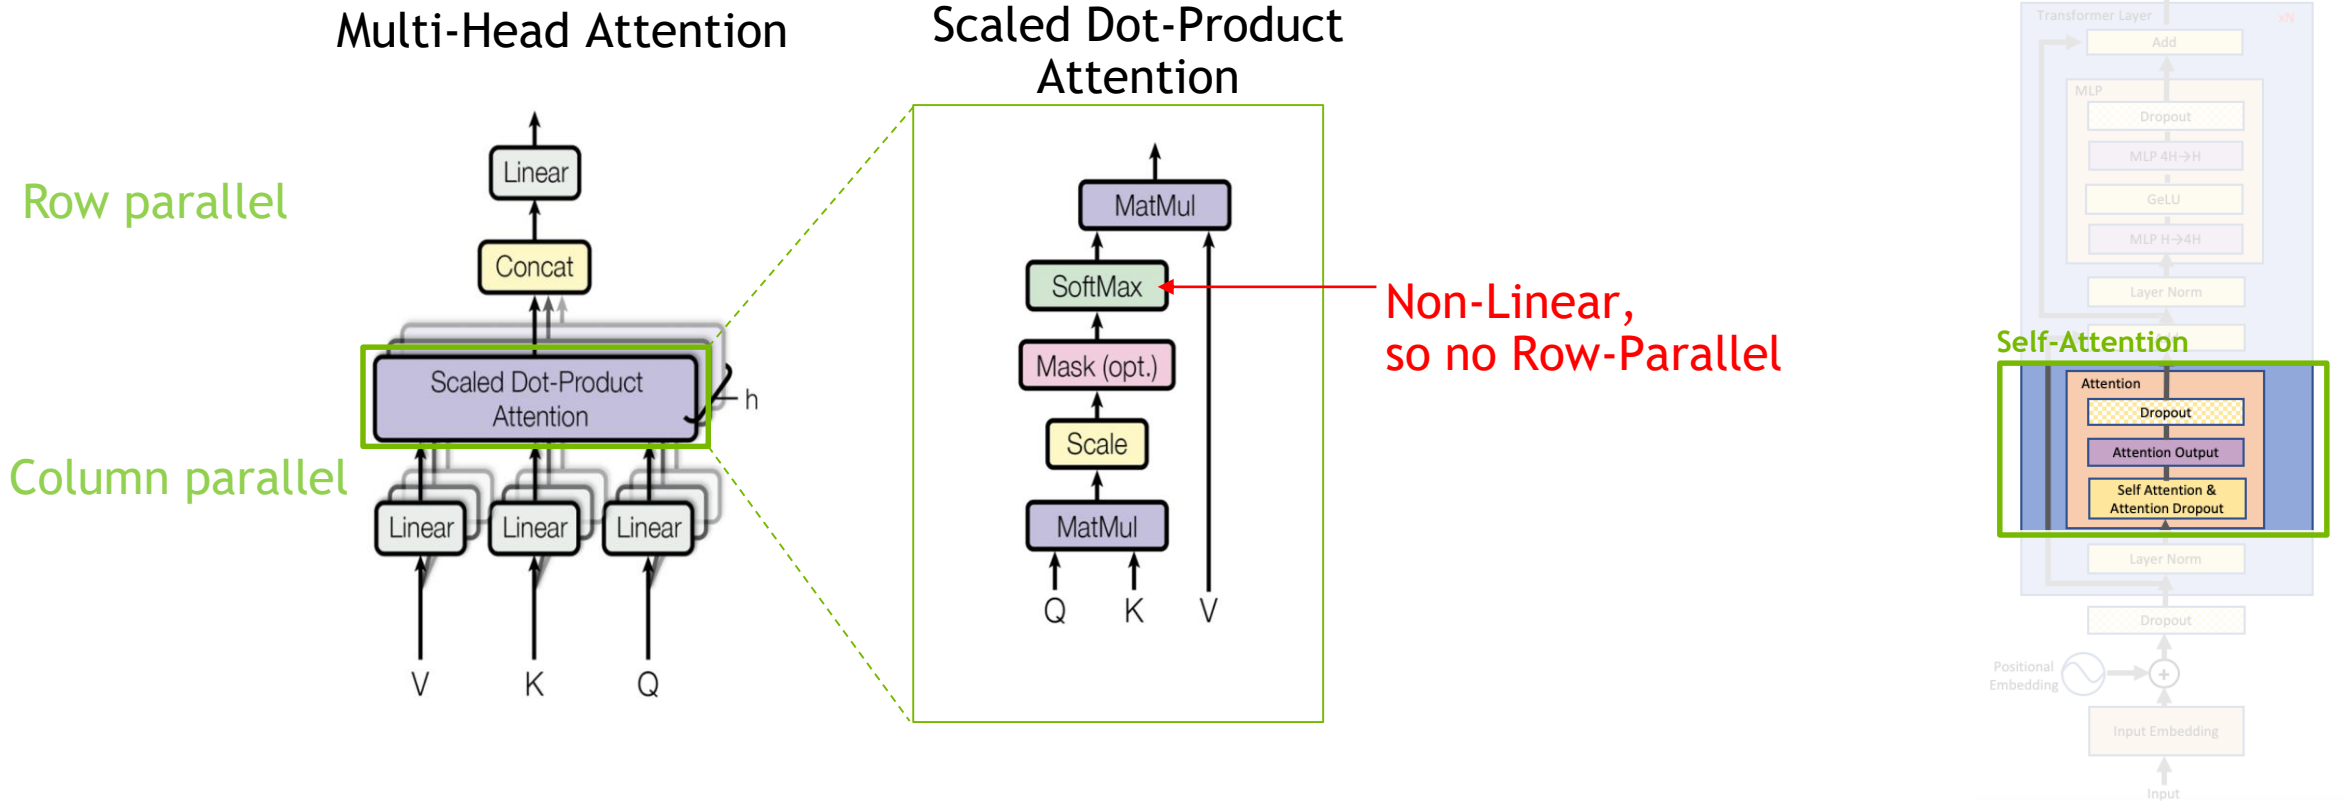 Multi-Head Attention
Linear
Row parallel
Concat
Scaled Dot-Product
Attention
h
Column parallel
Linear
Linear
Linear
V
K
Q
Scaled Dot-Product
Attention
MatMul
SoftMax
Mask (opt.)
Scale
MatMul
Q
K
V
Non-Linear,
so no Row-Parallel
Transformer Layer
xN
Add
MLP
Dropout
MLP 4H→H
GeLU
MLP H→4H
Layer Norm
Self-Attention
Attention
Dropout
Attention Output
Self Attention &
Attention Dropout
Layer Norm
Dropout
Positional
Embedding
+
Input Embedding
Input